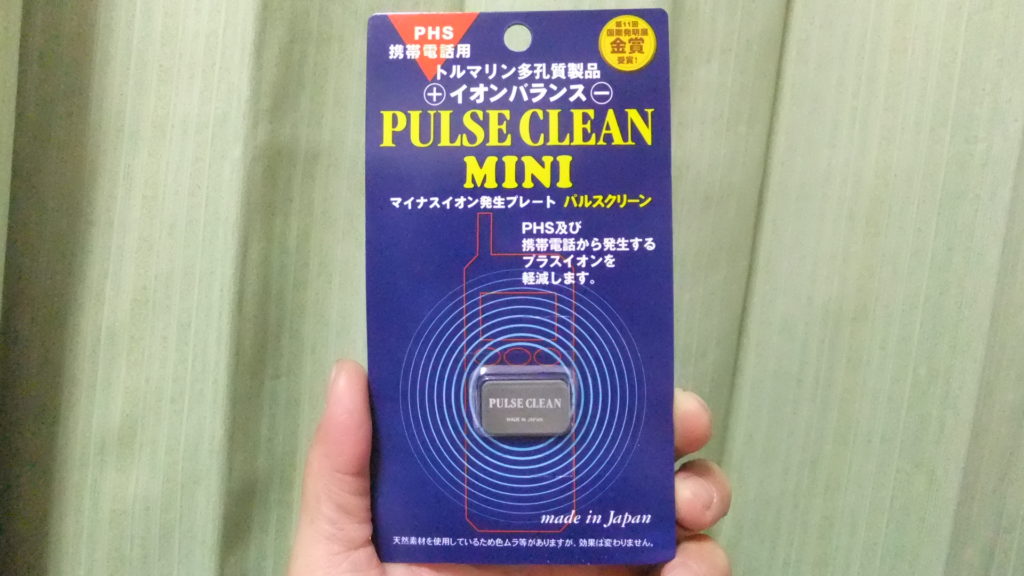 PHS
携帯電話用
第11回
国際発明展
金賞
受賞!
トルマリン多孔質製品
+イオンバランス−
PULSE CLEAN
MINI
マイナスイオン発生プレート パルスクリーン
PHS及び
携帯電話から発生する
プラスイオンを
軽減します。
PULSE CLEAN
MADE IN JAPAN
made in Japan
天然素材を使用しているため色ムラ等がありますが、効果は変わりません。